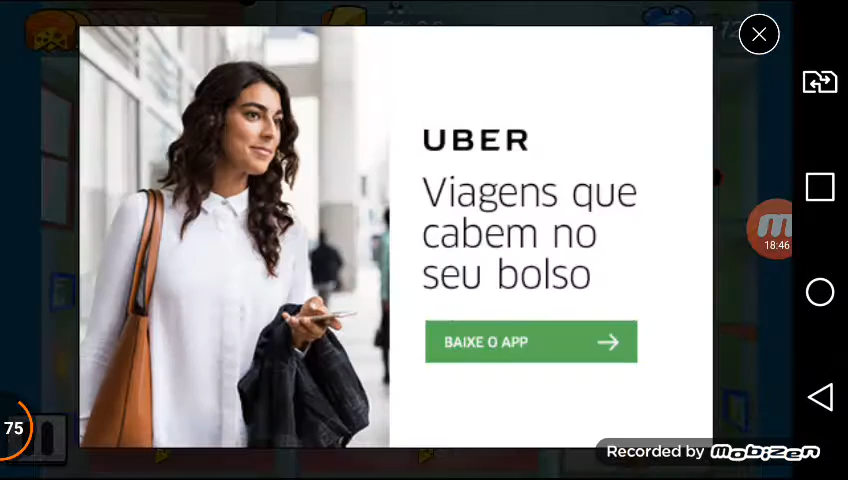 UBER
Viagens que
cabem no
seu bolso
BAIXE O APP
18:46
75
Recorded by mobizen